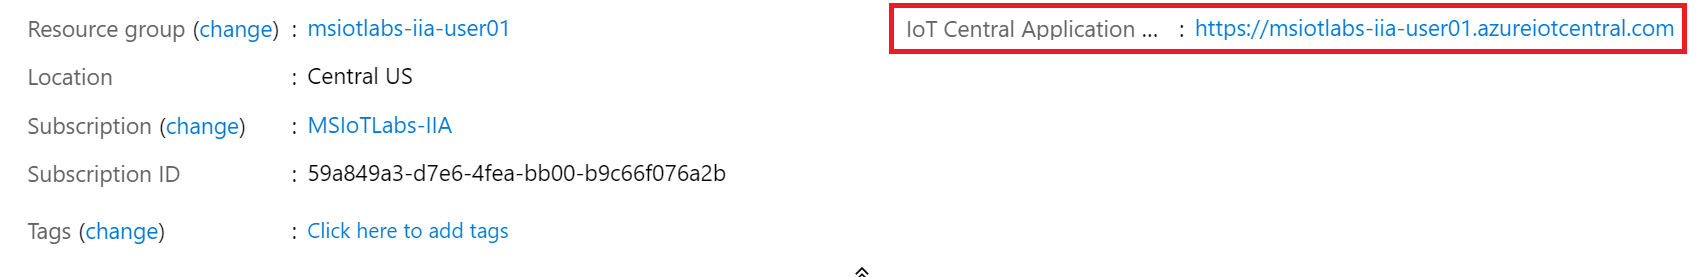 Resource group (change) : msiotlabs-iia-user01
IoT Central Application ... : https://msiotlabs-iia-user01.azureiotcentral.com
Location : Central US
Subscription (change) : MSIoTLabs-IIA
Subscription ID : 59a849a3-d7e6-4fea-bb00-b9c66f076a2b
Tags (change) : Click here to add tags